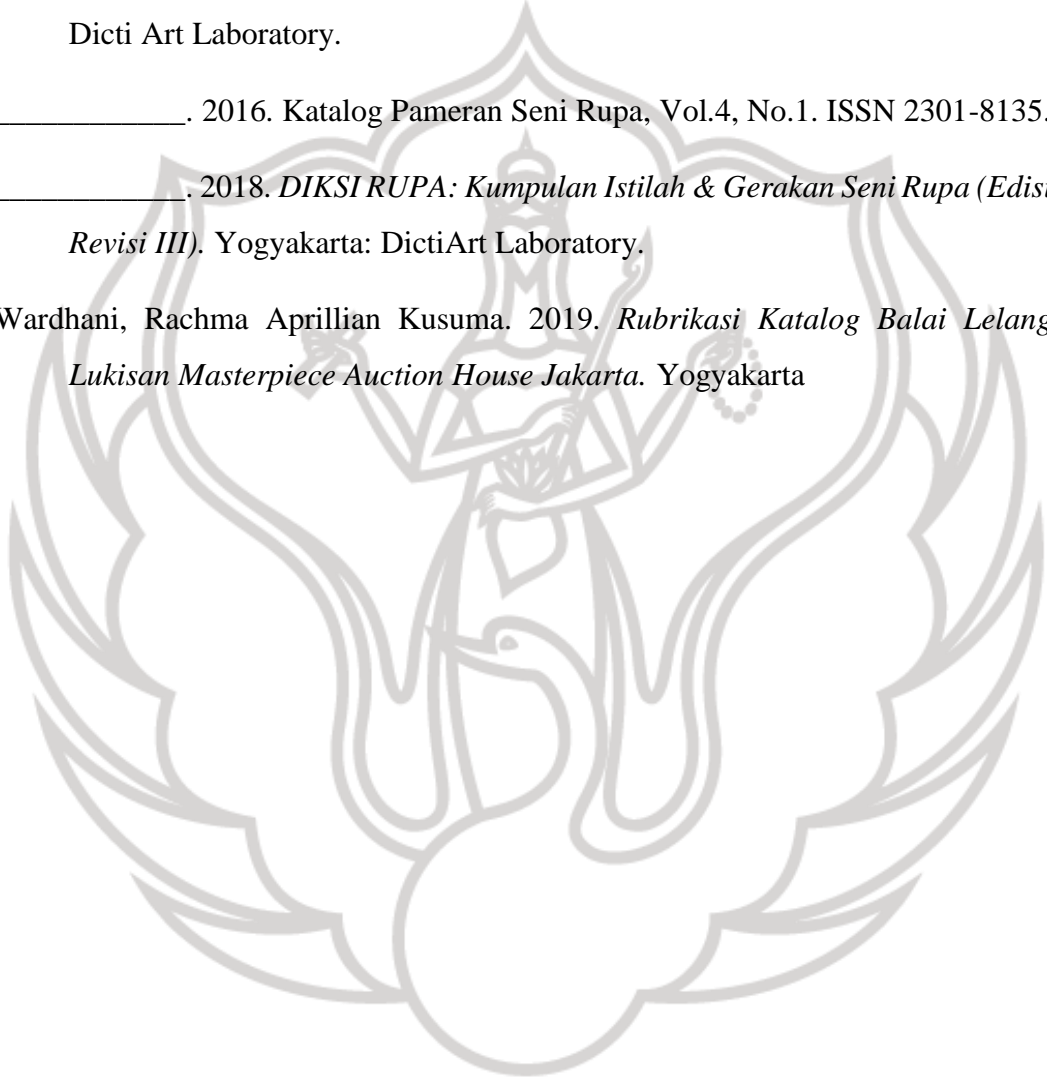 Dicti Art Laboratory.
____________. 2016. Katalog Pameran Seni Rupa, Vol.4, No.1. ISSN 2301-8135.
____________. 2018. DIKSI RUPA: Kumpulan Istilah & Gerakan Seni Rupa (Edisi
Revisi III). Yogyakarta: DictiArt Laboratory.
Wardhani, Rachma Aprillian Kusuma. 2019. Rubrikasi Katalog Balai Lelang
Lukisan Masterpiece Auction House Jakarta. Yogyakarta